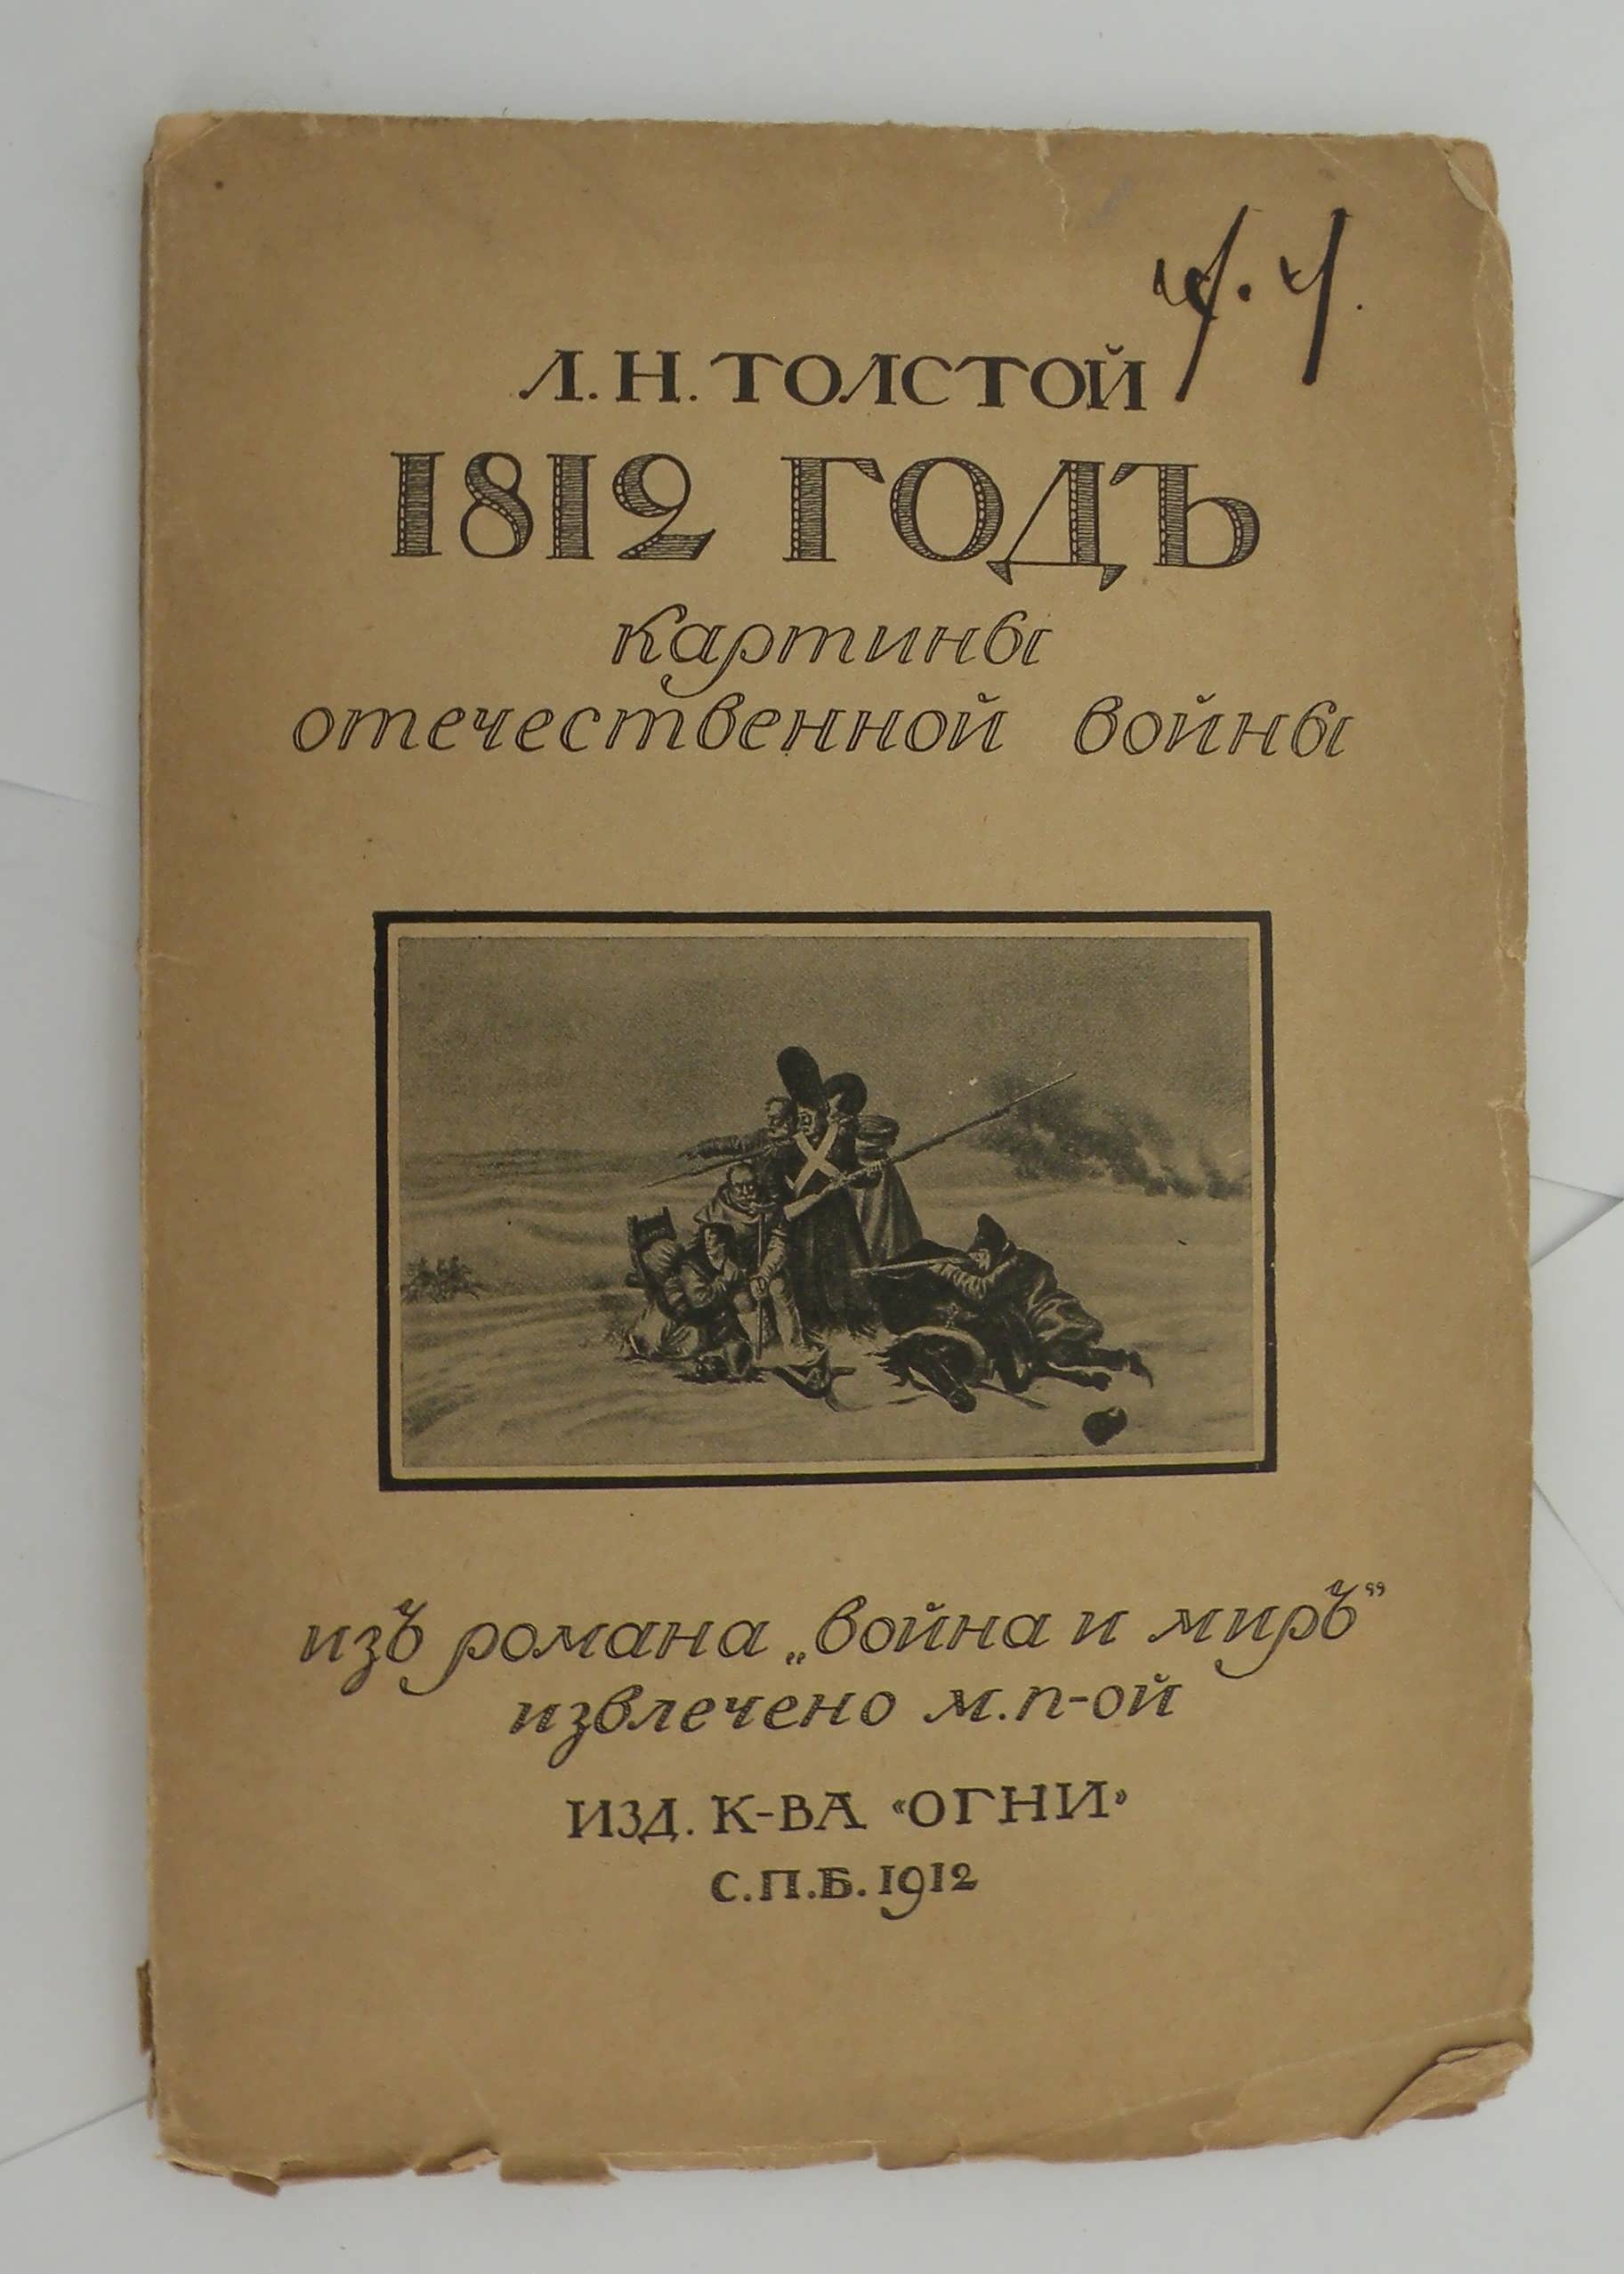 Л. Н. ТОЛСТОЙ
1812 ГОДЪ
картины
отечественной войны
изъ романа „война и миръ“
извлечено м. п-ой
ИЗД. К-ВА «ОГНИ»
С.П.Б. 1912